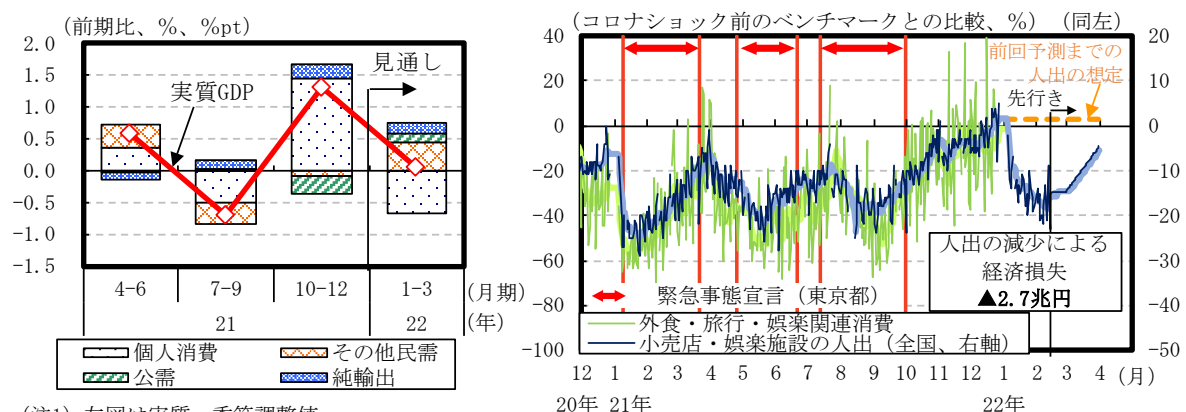 (前期比、%、%pt)
2.0
1.5
1.0
0.5
0.0
-0.5
-1.0
-1.5
見通し
実質GDP
4-6 7-9 10-12 1-3 (月期)
21 22 (年)
個人消費 その他民需
公需 純輸出
(コロナショック前のベンチマークとの比較、%) (同左)
40 20
20 10
0 0
-20 -10
-40 -20
-60 -30
-80 -40
-100 -50
前回予測までの
人出の想定
先行き
人出の減少による
経済損失
▲2.7兆円
緊急事態宣言（東京都）
外食・旅行・娯楽関連消費
小売店・娯楽施設の人出（全国、右軸）
12 1 2 3 4 5 6 7 8 9 10 11 12 1 2 3 4 (月)
20年 21年 22年